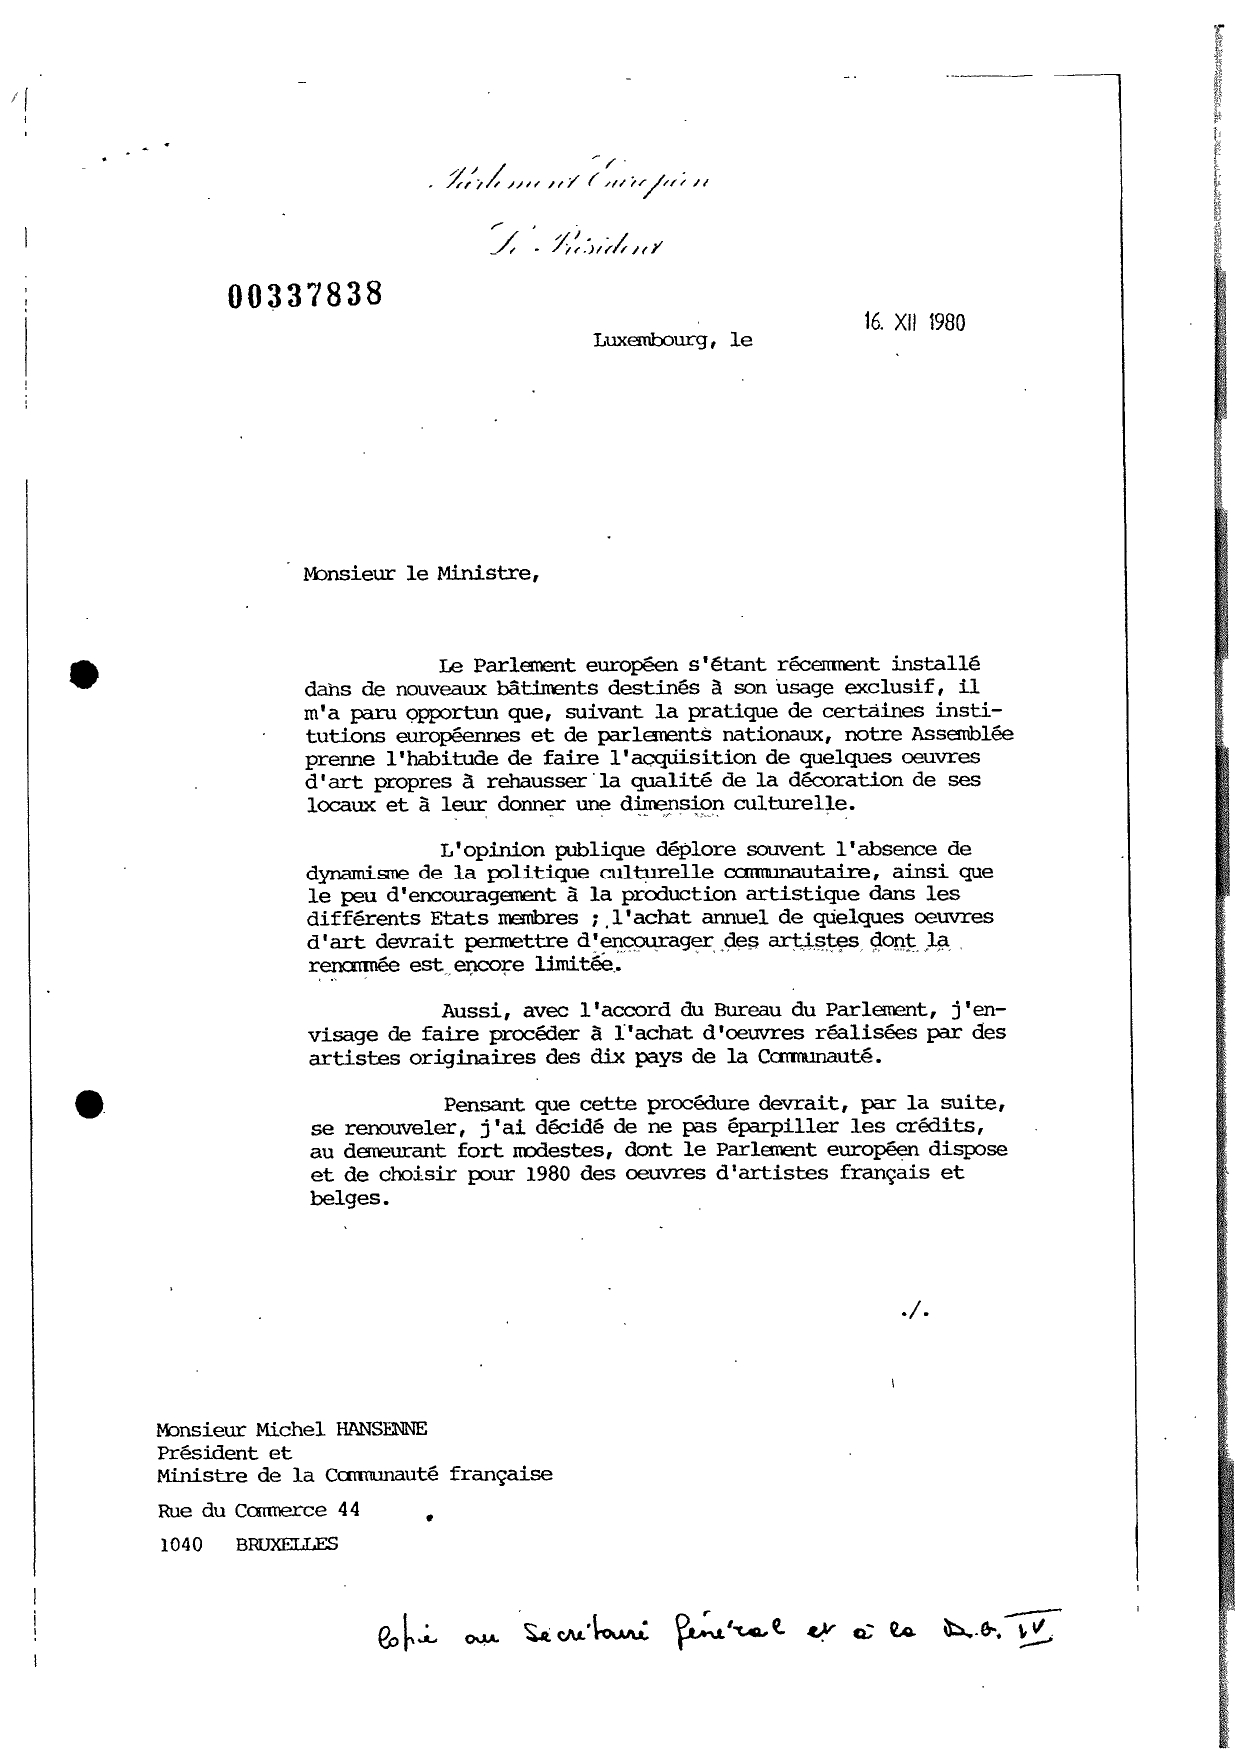 Parlement Européen
Le Président
00337838
16. XII 1980
Luxembourg, le
Monsieur le Ministre,
Le Parlement européen s'étant récemment installé
dans de nouveaux bâtiments destinés à son usage exclusif, il
m'a paru opportun que, suivant la pratique de certaines insti-
tutions européennes et de parlements nationaux, notre Assemblée
prenne l'habitude de faire l'acquisition de quelques oeuvres
d'art propres à rehausser la qualité de la décoration de ses
locaux et à leur donner une dimension culturelle.
L'opinion publique déplore souvent l'absence de
dynamisme de la politique culturelle communautaire, ainsi que
le peu d'encouragement à la production artistique dans les
différents Etats membres ; l'achat annuel de quelques oeuvres
d'art devrait permettre d'encourager des artistes dont la
renommée est encore limitée.
Aussi, avec l'accord du Bureau du Parlement, j'en-
visage de faire procéder à l'achat d'oeuvres réalisées par des
artistes originaires des dix pays de la Communauté.
Pensant que cette procédure devrait, par la suite,
se renouveler, j'ai décidé de ne pas éparpiller les crédits,
au demeurant fort modestes, dont le Parlement européen dispose
et de choisir pour 1980 des oeuvres d'artistes français et
belges.
./.
Monsieur Michel HANSENNE
Président et
Ministre de la Communauté française
Rue du Commerce 44
1040 BRUXELLES
Copie au Secrétaire Général et à la D.G. IV